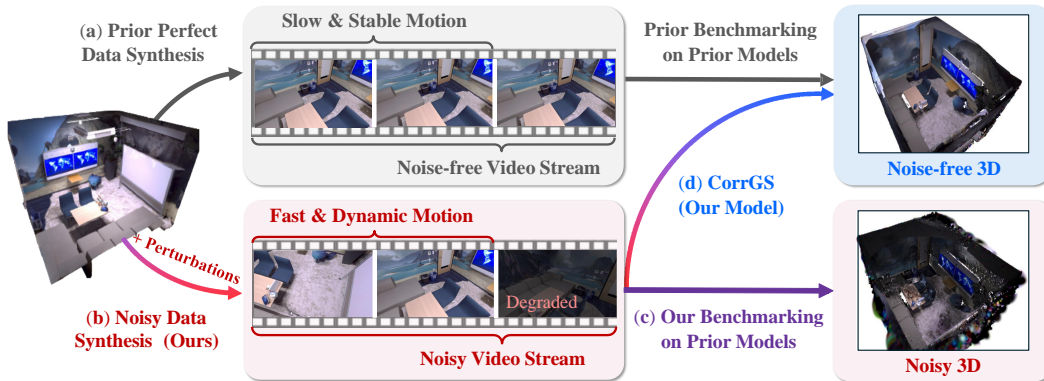 Slow & Stable Motion
(a) Prior Perfect
Data Synthesis
Prior Benchmarking
on Prior Models
Noise-free Video Stream
Noise-free 3D
(d) CorrGS
(Our Model)
Fast & Dynamic Motion
+ Perturbations
Degraded
(b) Noisy Data
Synthesis (Ours)
(c) Our Benchmarking
on Prior Models
Noisy Video Stream
Noisy 3D